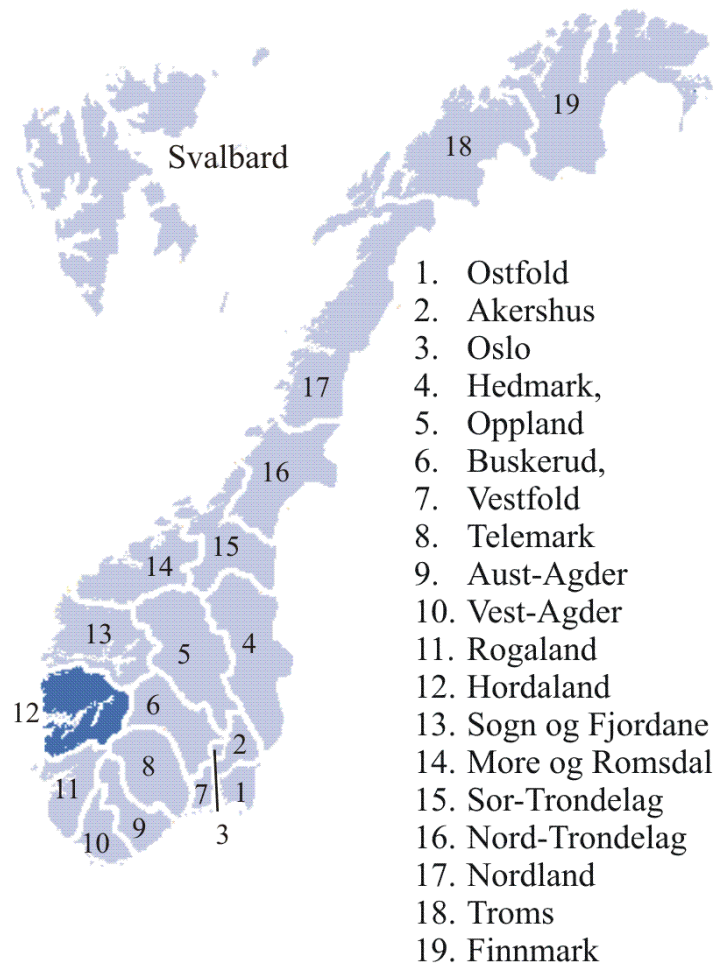 19
18
Svalbard
1. Ostfold
2. Akershus
3. Oslo
17
4. Hedmark,
5. Oppland
16
6. Buskerud,
7. Vestfold
15
8. Telemark
14
9. Aust-Agder
10. Vest-Agder
13
4
5
11. Rogaland
12
6
12. Hordaland
13. Sogn og Fjordane
2
8
14. More og Romsdal
11
7
1
15. Sor-Trondelag
10
9
3
16. Nord-Trondelag
17. Nordland
18. Troms
19. Finnmark